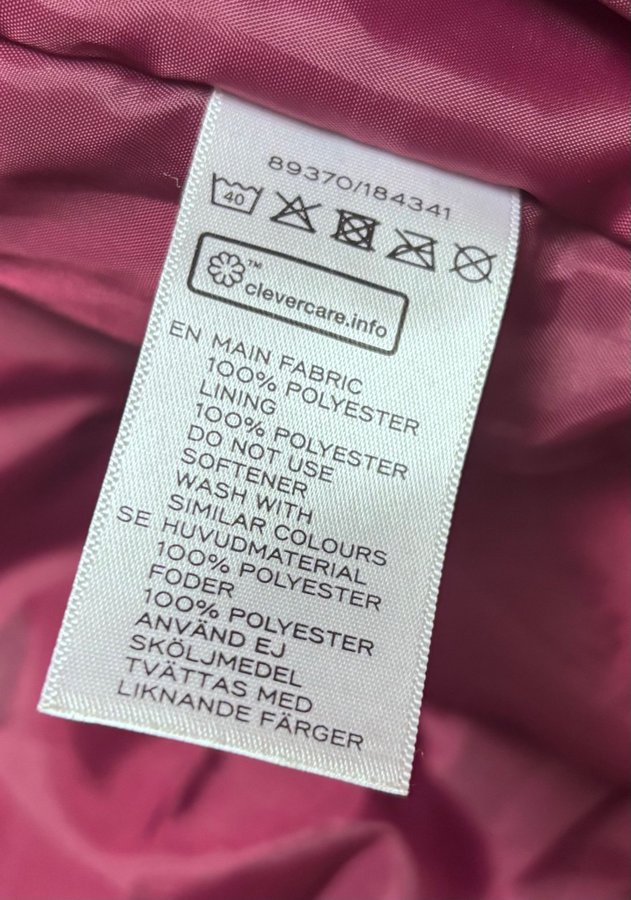 89370/184341
40
™
clevercare.info
EN MAIN FABRIC
100% POLYESTER
LINING
100% POLYESTER
DO NOT USE
SOFTENER
WASH WITH
SIMILAR COLOURS
SE HUVUDMATERIAL
100% POLYESTER
FODER
100% POLYESTER
ANVÄND EJ
SKÖLJMEDEL
TVÄTTAS MED
LIKNANDE FÄRGER